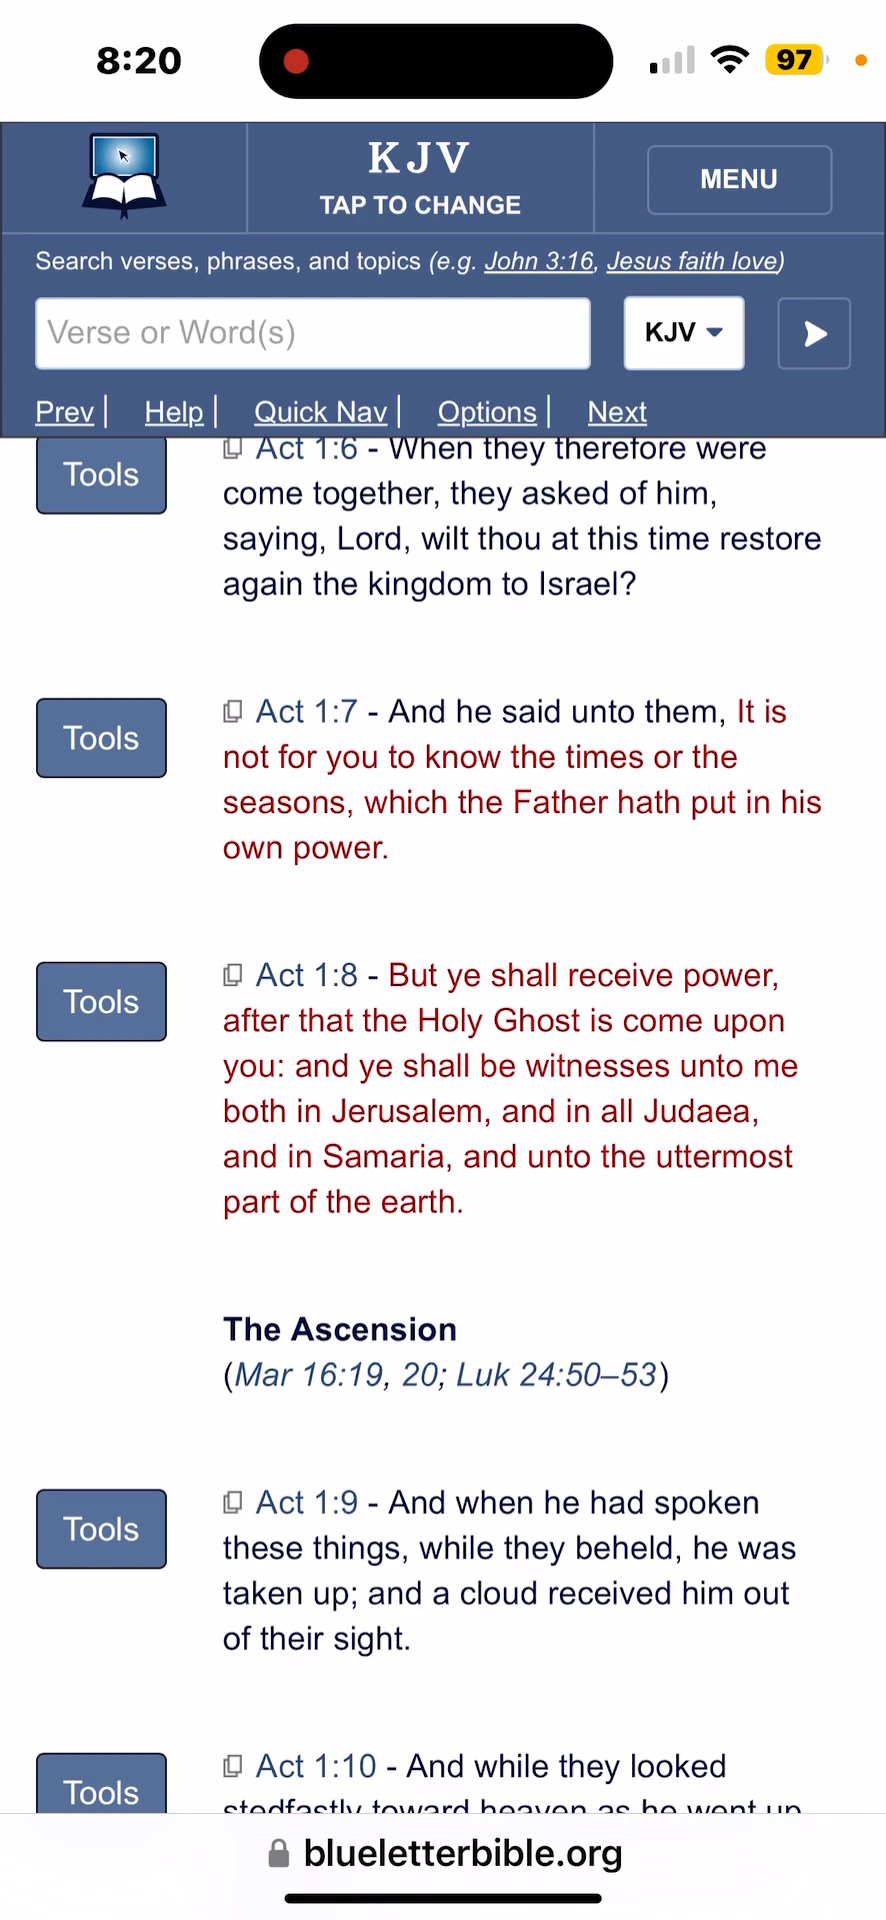 8:20
97
KJV
TAP TO CHANGE
MENU
Search verses, phrases, and topics (e.g. John 3:16, Jesus faith love)
Verse or Word(s)
KJV
Prev | Help | Quick Nav | Options | Next
Tools
Act 1:6 - When they therefore were
come together, they asked of him,
saying, Lord, wilt thou at this time restore
again the kingdom to Israel?
Tools
Act 1:7 - And he said unto them, It is
not for you to know the times or the
seasons, which the Father hath put in his
own power.
Tools
Act 1:8 - But ye shall receive power,
after that the Holy Ghost is come upon
you: and ye shall be witnesses unto me
both in Jerusalem, and in all Judaea,
and in Samaria, and unto the uttermost
part of the earth.
The Ascension
(Mar 16:19, 20; Luk 24:50–53)
Tools
Act 1:9 - And when he had spoken
these things, while they beheld, he was
taken up; and a cloud received him out
of their sight.
Tools
Act 1:10 - And while they looked
stedfastly toward heaven as he went up
blueletterbible.org